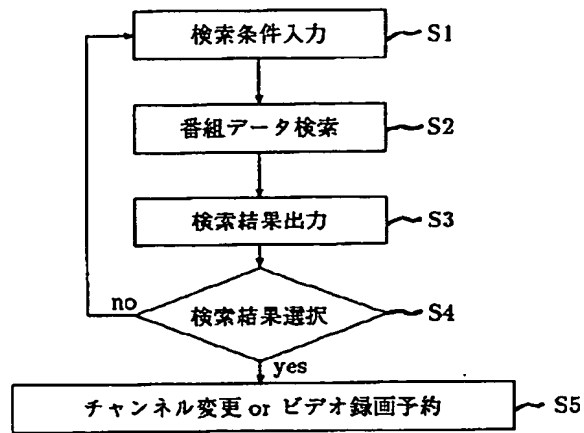 検索条件入力 S1
番組データ検索 S2
検索結果出力 S3
no 検索結果選択 S4
yes
チャンネル変更 or ビデオ録画予約 S5